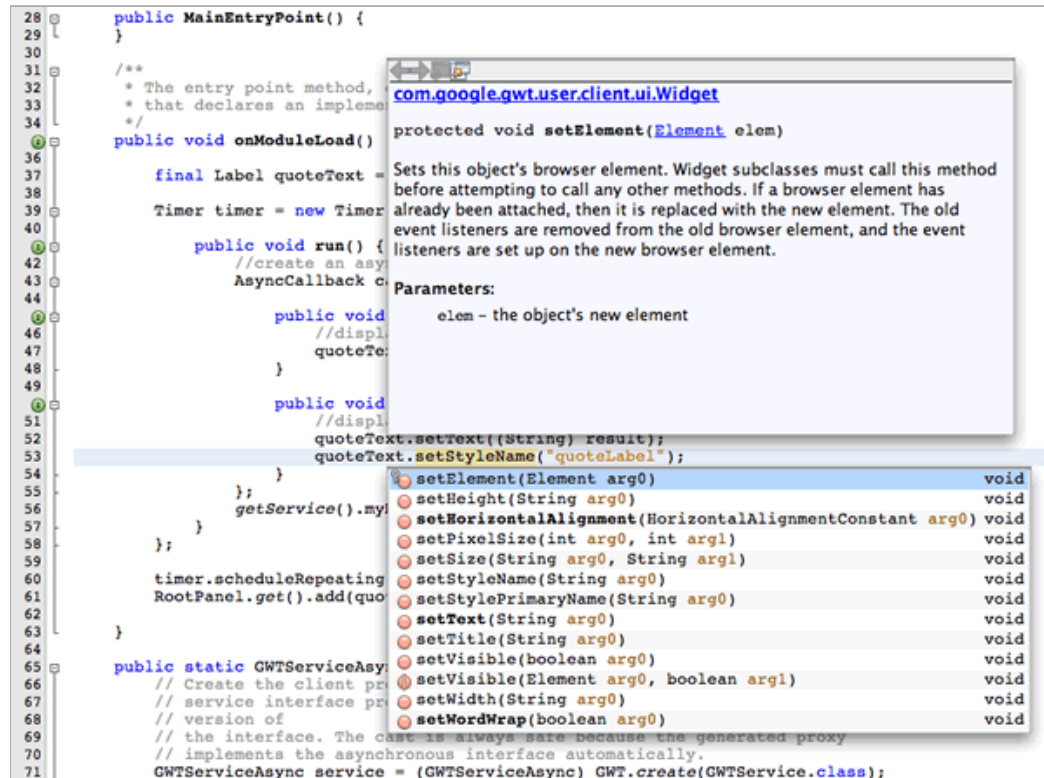 28 public MainEntryPoint() {
29 }
30
31 /**
32 * The entry point method,
33 * that declares an impleme
34 */
public void onModuleLoad()
36
37 final Label quoteText =
38
39 Timer timer = new Timer
40
public void run() {
42 //create an asy
43 AsyncCallback c
44
public void
46 //displ
47 quoteTe
48 }
49
public void
51 //displ
52 quoteText.setText((String) result);
53 quoteText.setStyleName("quoteLabel");
54 }
55 };
56 getService().myM
57 }
58 };
59
60 timer.scheduleRepeating
61 RootPanel.get().add(quo
62
63 }
64
65 public static GWTServiceAsy
66 // Create the client pr
67 // service interface pr
68 // version of
69 // the interface. The cast is always safe because the generated proxy
70 // implements the asynchronous interface automatically.
71 GWTServiceAsync service = (GWTServiceAsync) GWT.create(GWTService.class);
com.google.gwt.user.client.ui.Widget
protected void setElement(Element elem)
Sets this object's browser element. Widget subclasses must call this method
before attempting to call any other methods. If a browser element has
already been attached, then it is replaced with the new element. The old
event listeners are removed from the old browser element, and the event
listeners are set up on the new browser element.
Parameters:
elem – the object's new element
setElement(Element arg0) void
setHeight(String arg0) void
setHorizontalAlignment(HorizontalAlignmentConstant arg0) void
setPixelSize(int arg0, int arg1) void
setSize(String arg0, String arg1) void
setStyleName(String arg0) void
setStylePrimaryName(String arg0) void
setText(String arg0) void
setTitle(String arg0) void
setVisible(boolean arg0) void
setVisible(Element arg0, boolean arg1) void
setWidth(String arg0) void
setWordWrap(boolean arg0) void